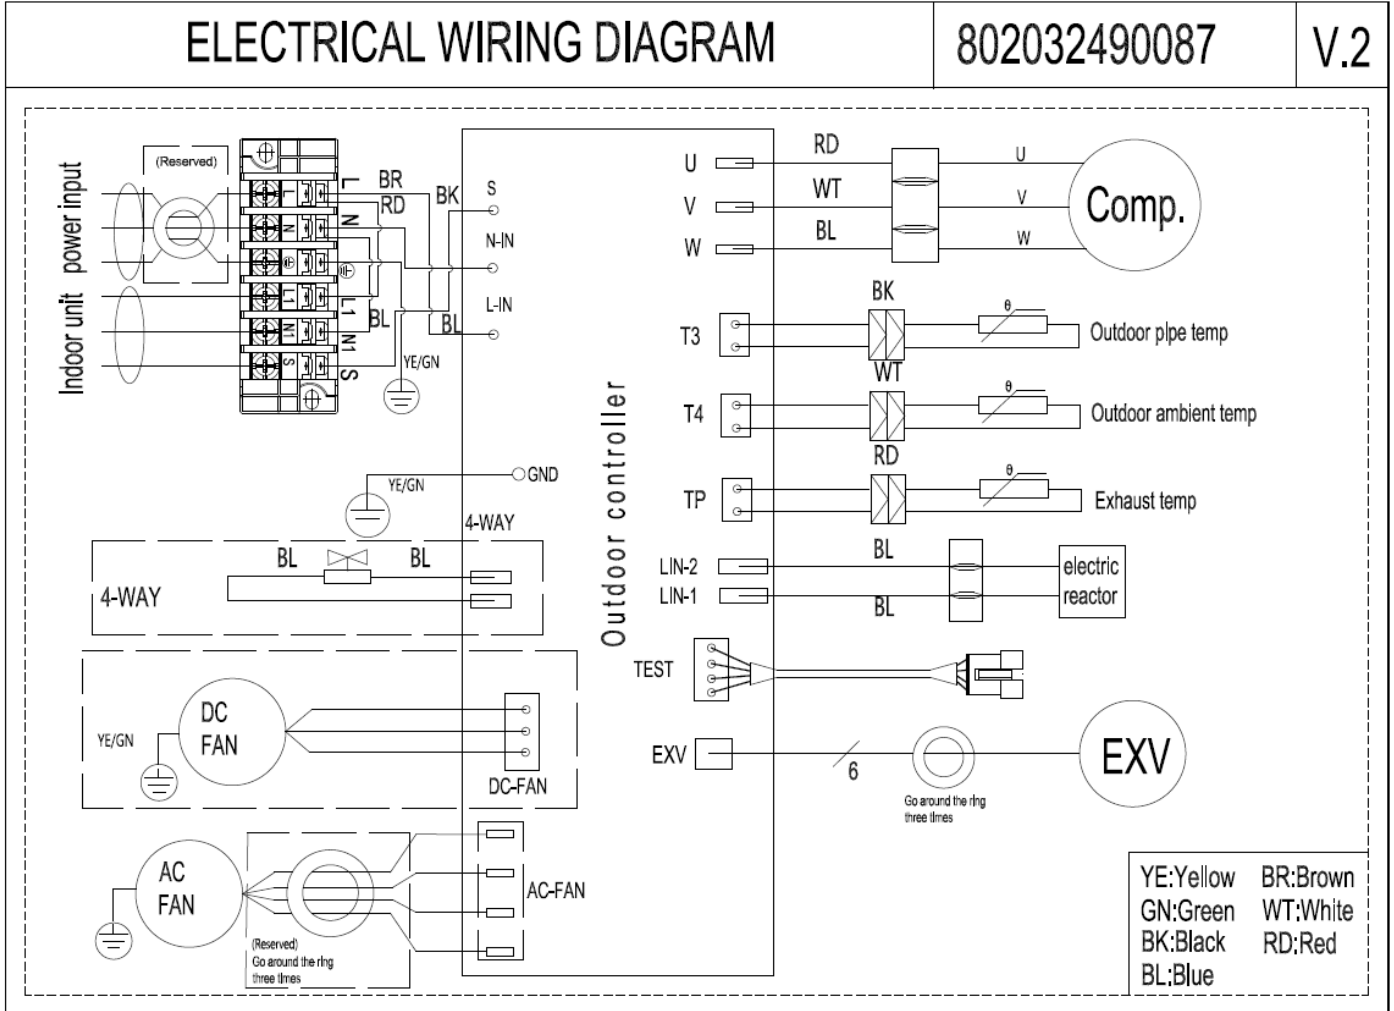 ELECTRICAL WIRING DIAGRAM
802032490087
V.2
power input
Indoor unit
(Reserved)
L
N
L1
N1
S
L
N
L1
N1
S
BR
RD
BK
BL
BL
YE/GN
S
N-IN
L-IN
GND
YE/GN
4-WAY
4-WAY
BL
BL
DC
FAN
YE/GN
DC-FAN
AC
FAN
(Reserved)
Go around the ring
three times
AC-FAN
Outdoor controller
U
RD
U
V
WT
V
W
BL
W
Comp.
T3
BK
θ
Outdoor pipe temp
T4
WT
θ
Outdoor ambient temp
TP
RD
θ
Exhaust temp
LIN-2
BL
LIN-1
BL
electric
reactor
TEST
EXV
6
Go around the ring
three times
EXV
YE:Yellow BR:Brown
GN:Green WT:White
BK:Black RD:Red
BL:Blue